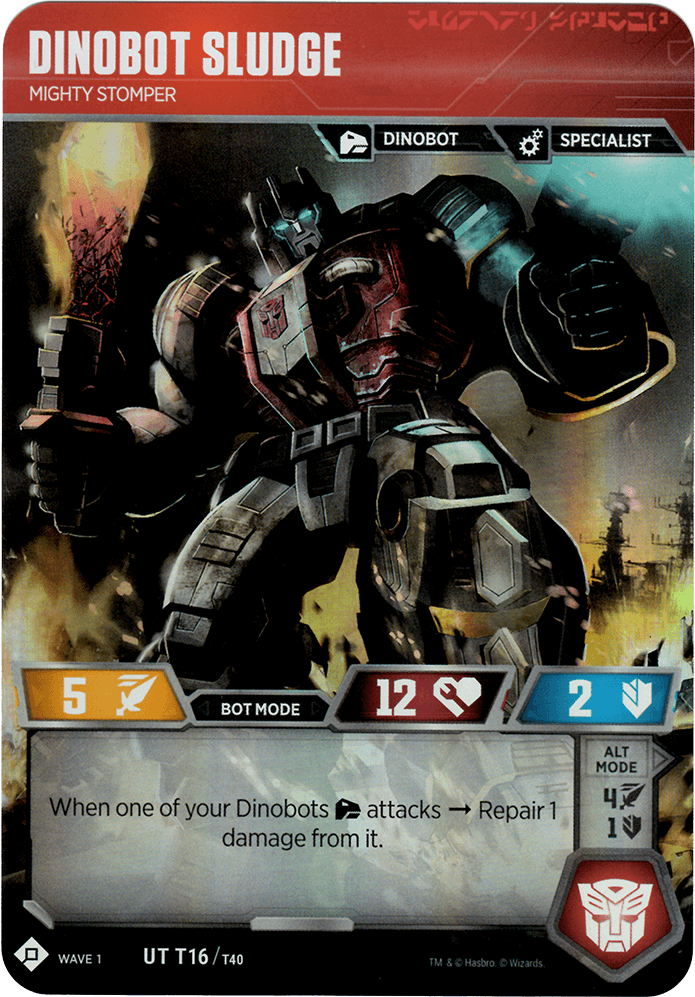 DINOBOT SLUDGE
MIGHTY STOMPER
DINOBOT
SPECIALIST
5
BOT MODE
12
2
When one of your Dinobots attacks → Repair 1
damage from it.
ALT
MODE
4
1
WAVE 1
UT T16/T40
TM & © Hasbro. © Wizards.